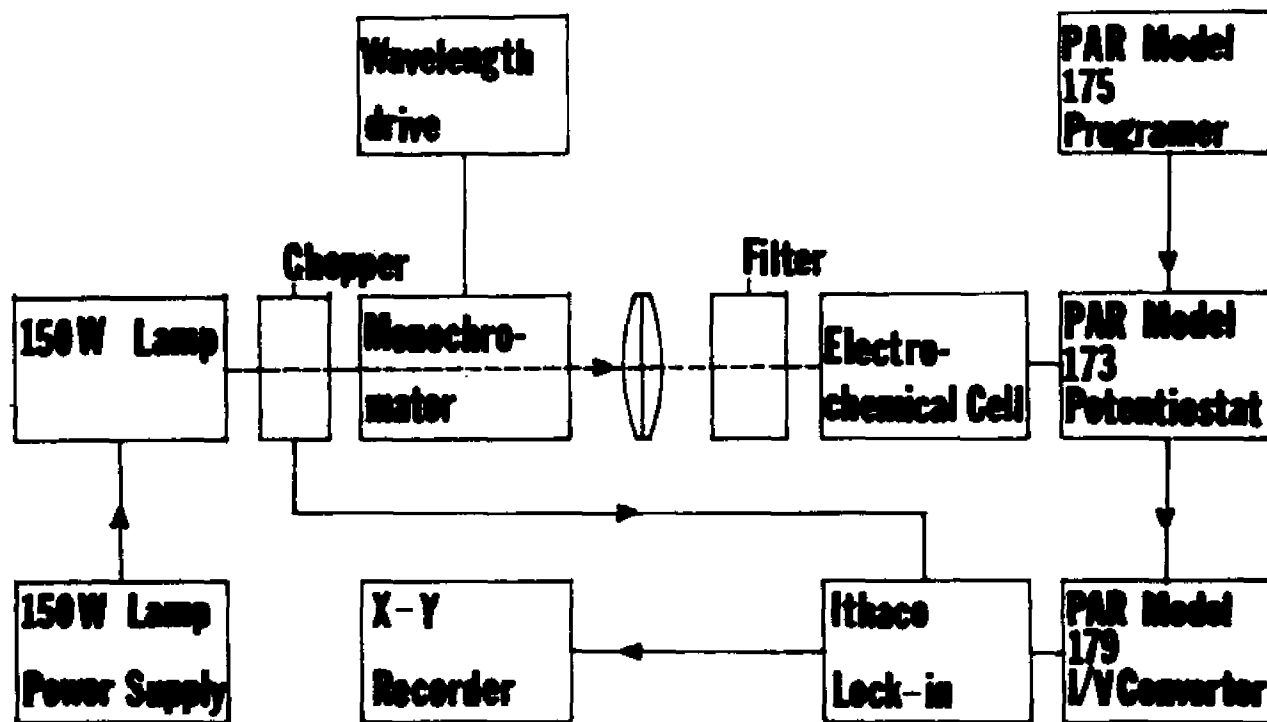 Wavelength
drive
PAR Model
175
Programer
Chopper
Filter
150W Lamp
Monochro-
mator
Electro-
chemical Cell
PAR Model
173
Potentiostat
150W Lamp
Power Supply
X-Y
Recorder
Ithaco
Lock-in
PAR Model
179
I/V Converter